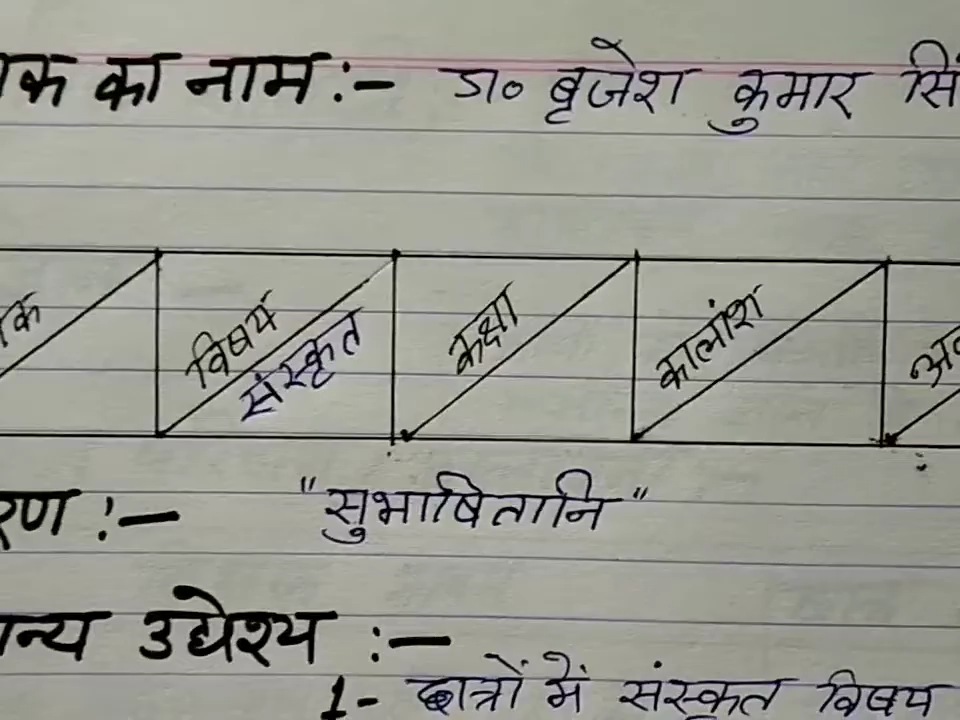 का नाम :- डा० बृजेश कुमार
विषय संस्कृत कक्षा कालांश
:- "सुभाषितानि"
उद्येश्य :-
1- छात्रों में संस्कृत विषय